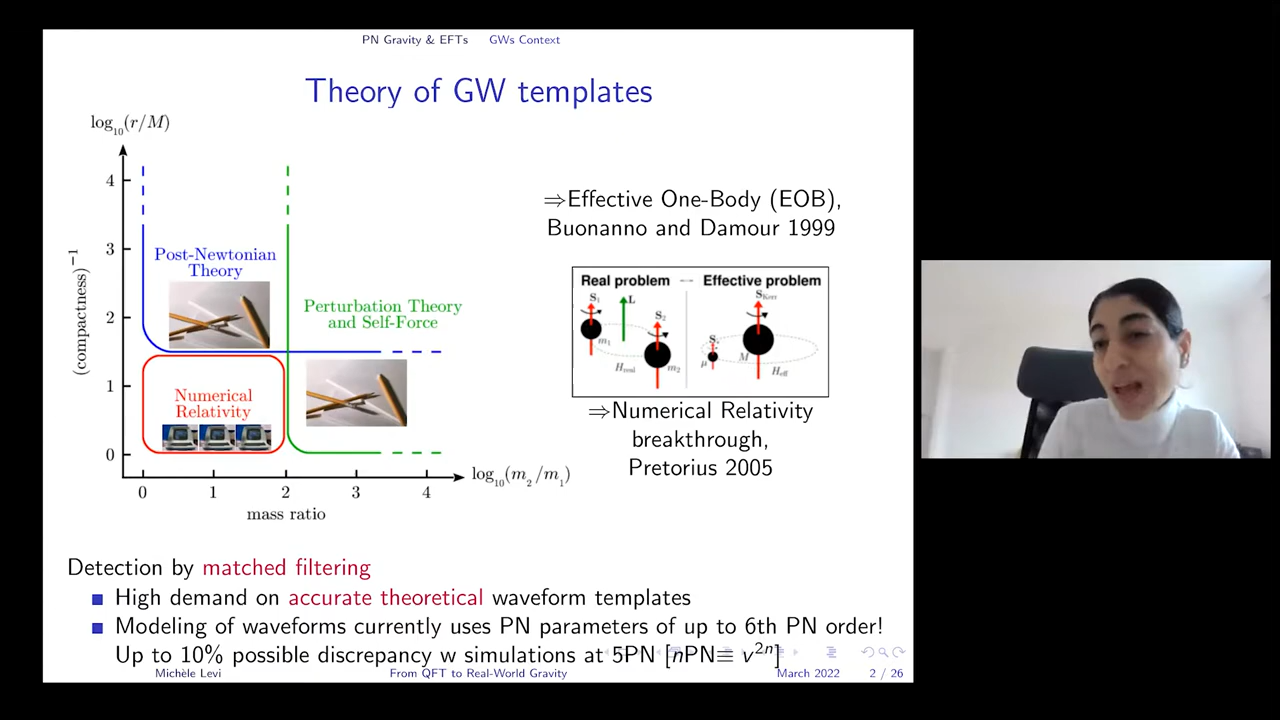 PN Gravity & EFTs GWs Context
Theory of GW templates
log₁₀(r/M)
4
3
2
1
0
(compactness)⁻¹
Post-Newtonian
Theory
Perturbation Theory
and Self-Force
Numerical
Relativity
0 1 2 3 4
log₁₀(m₂/m₁)
mass ratio
⇒Effective One-Body (EOB),
Buonanno and Damour 1999
Real problem Effective problem
S₁ L S₂ m₁ m₂ H_real
S_Kerr S* μ M H_eff
⇒Numerical Relativity
breakthrough,
Pretorius 2005
Detection by matched filtering
High demand on accurate theoretical waveform templates
Modeling of waveforms currently uses PN parameters of up to 6th PN order!
Up to 10% possible discrepancy w simulations at 5PN [nPN≡ v²ⁿ]
Michèle Levi From QFT to Real-World Gravity March 2022 2 / 26